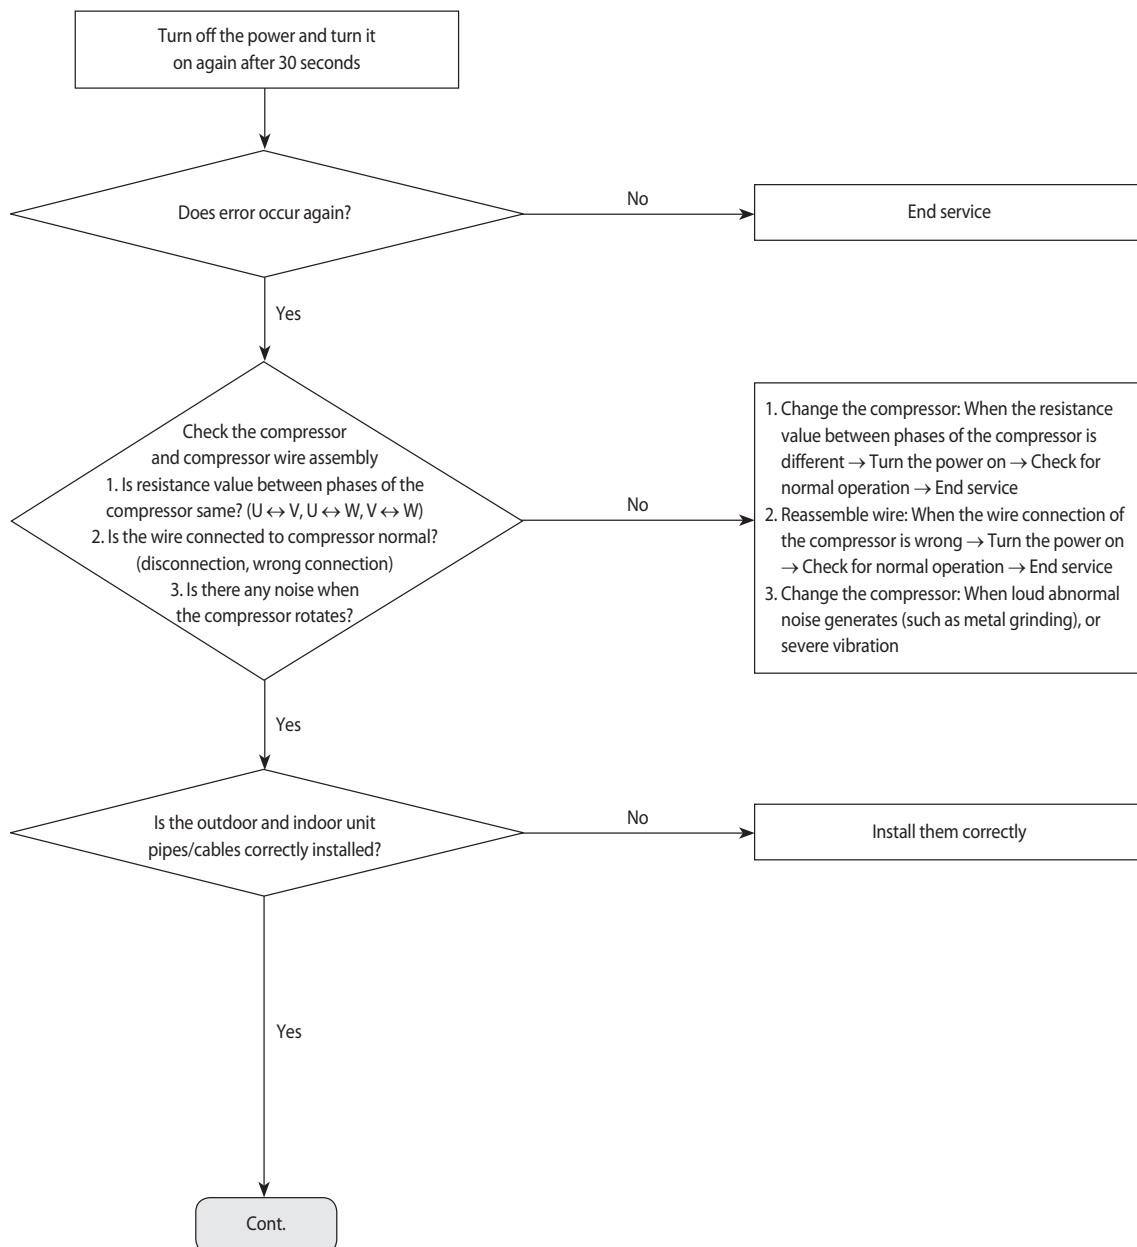 Turn off the power and turn it
on again after 30 seconds
Does error occur again?
No
End service
Yes
Check the compressor
and compressor wire assembly
1. Is resistance value between phases of the
compressor same? (U ↔ V, U ↔ W, V ↔ W)
2. Is the wire connected to compressor normal?
(disconnection, wrong connection)
3. Is there any noise when
the compressor rotates?
No
1. Change the compressor: When the resistance
value between phases of the compressor is
different → Turn the power on → Check for
normal operation → End service
2. Reassemble wire: When the wire connection of
the compressor is wrong → Turn the power on
→ Check for normal operation → End service
3. Change the compressor: When loud abnormal
noise generates (such as metal grinding), or
severe vibration
Yes
Is the outdoor and indoor unit
pipes/cables correctly installed?
No
Install them correctly
Yes
Cont.